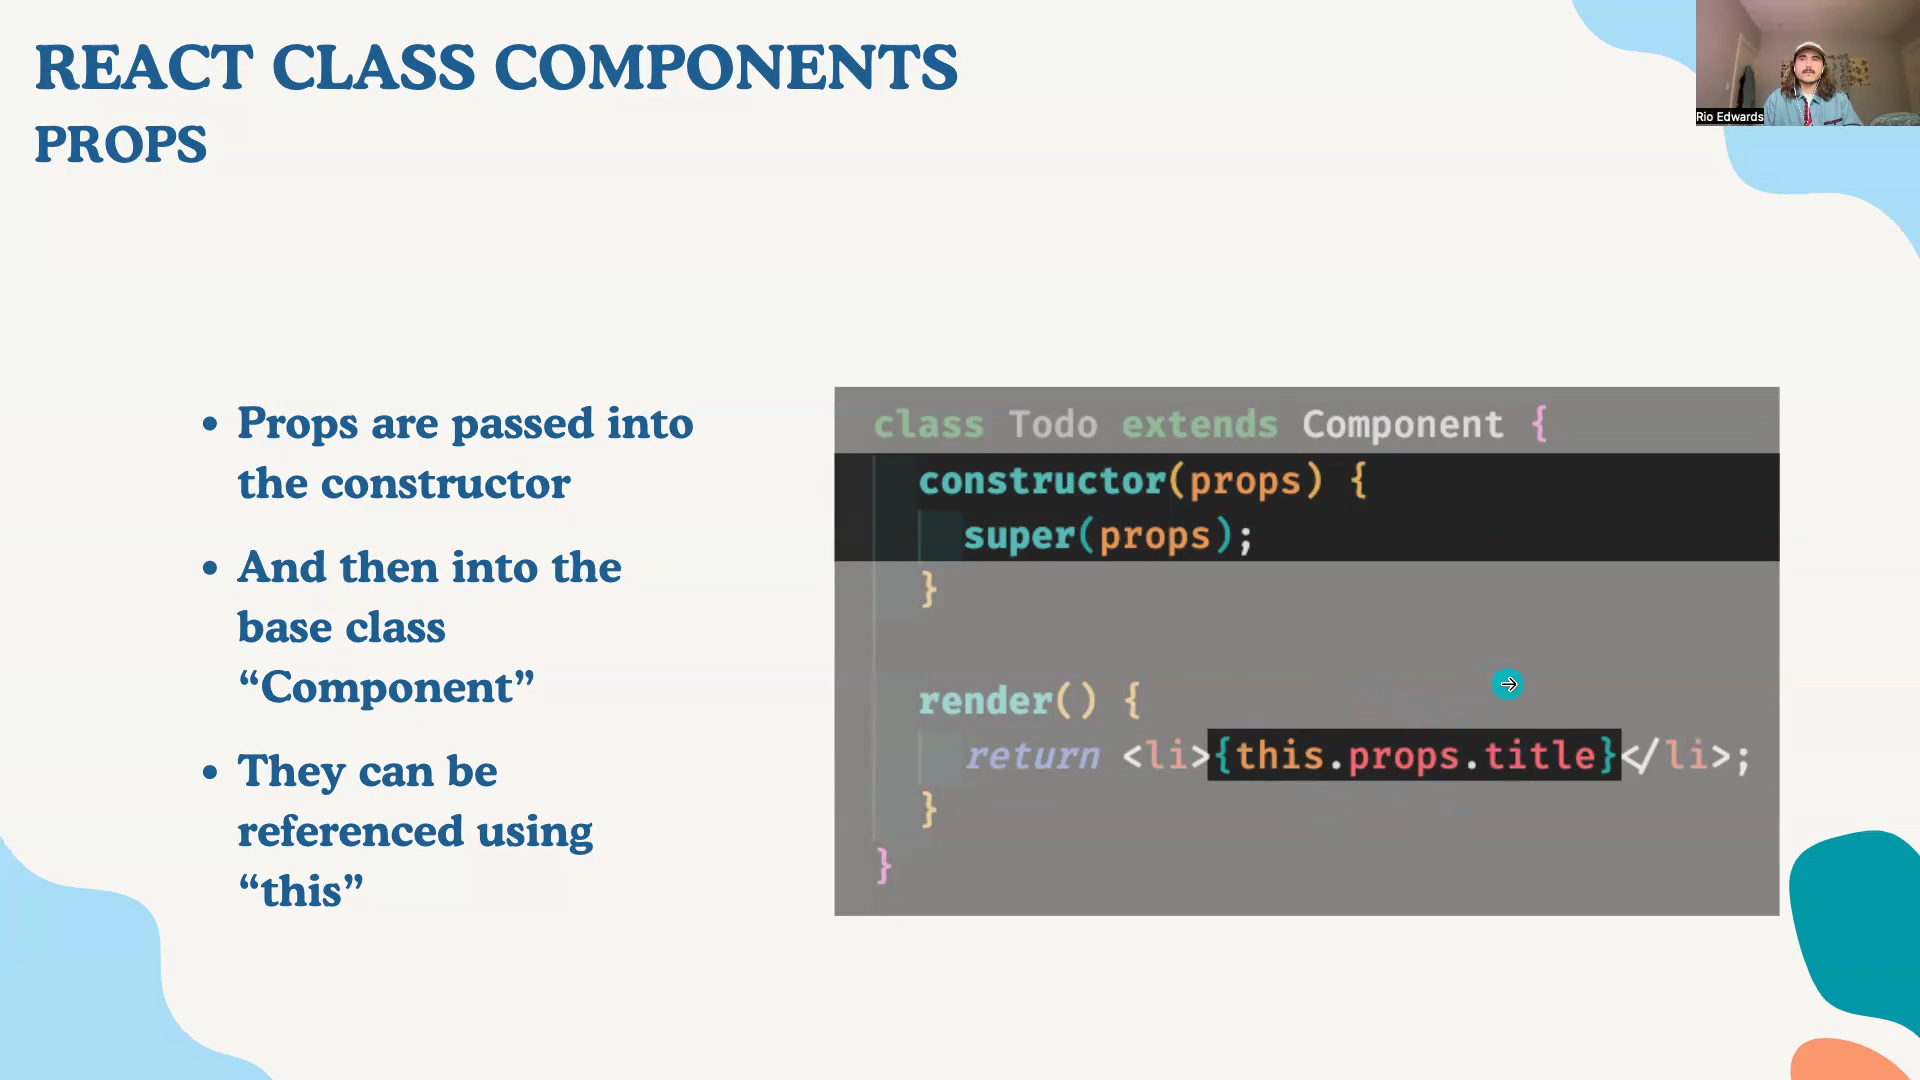 REACT CLASS COMPONENTS
PROPS
Rio Edwards
• Props are passed into
the constructor
• And then into the
base class
“Component”
• They can be
referenced using
“this”
class Todo extends Component {
constructor(props) {
super(props);
}
render() {
return <li>{this.props.title}</li>;
}
}